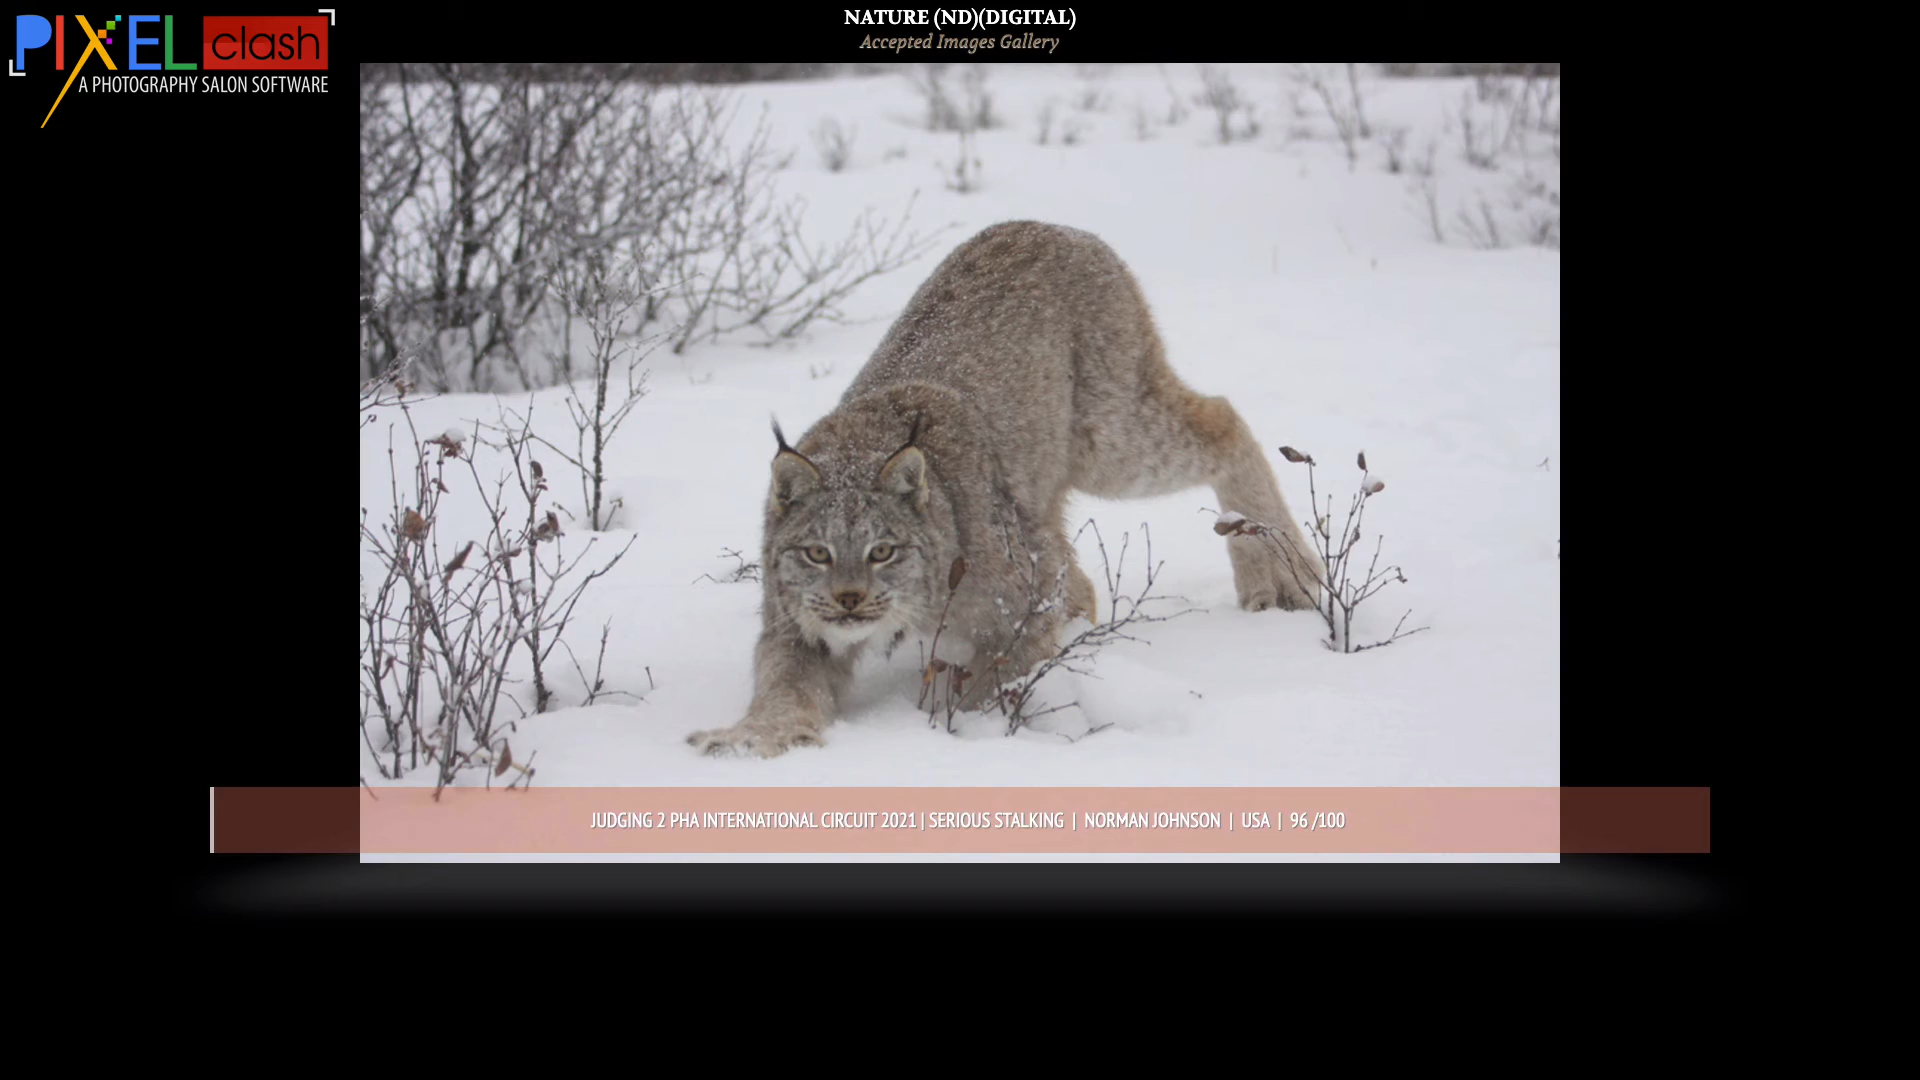 PIXEL clash
A PHOTOGRAPHY SALON SOFTWARE
NATURE (ND)(DIGITAL)
Accepted Images Gallery
JUDGING 2 PHA INTERNATIONAL CIRCUIT 2021 | SERIOUS STALKING | NORMAN JOHNSON | USA | 96 /100